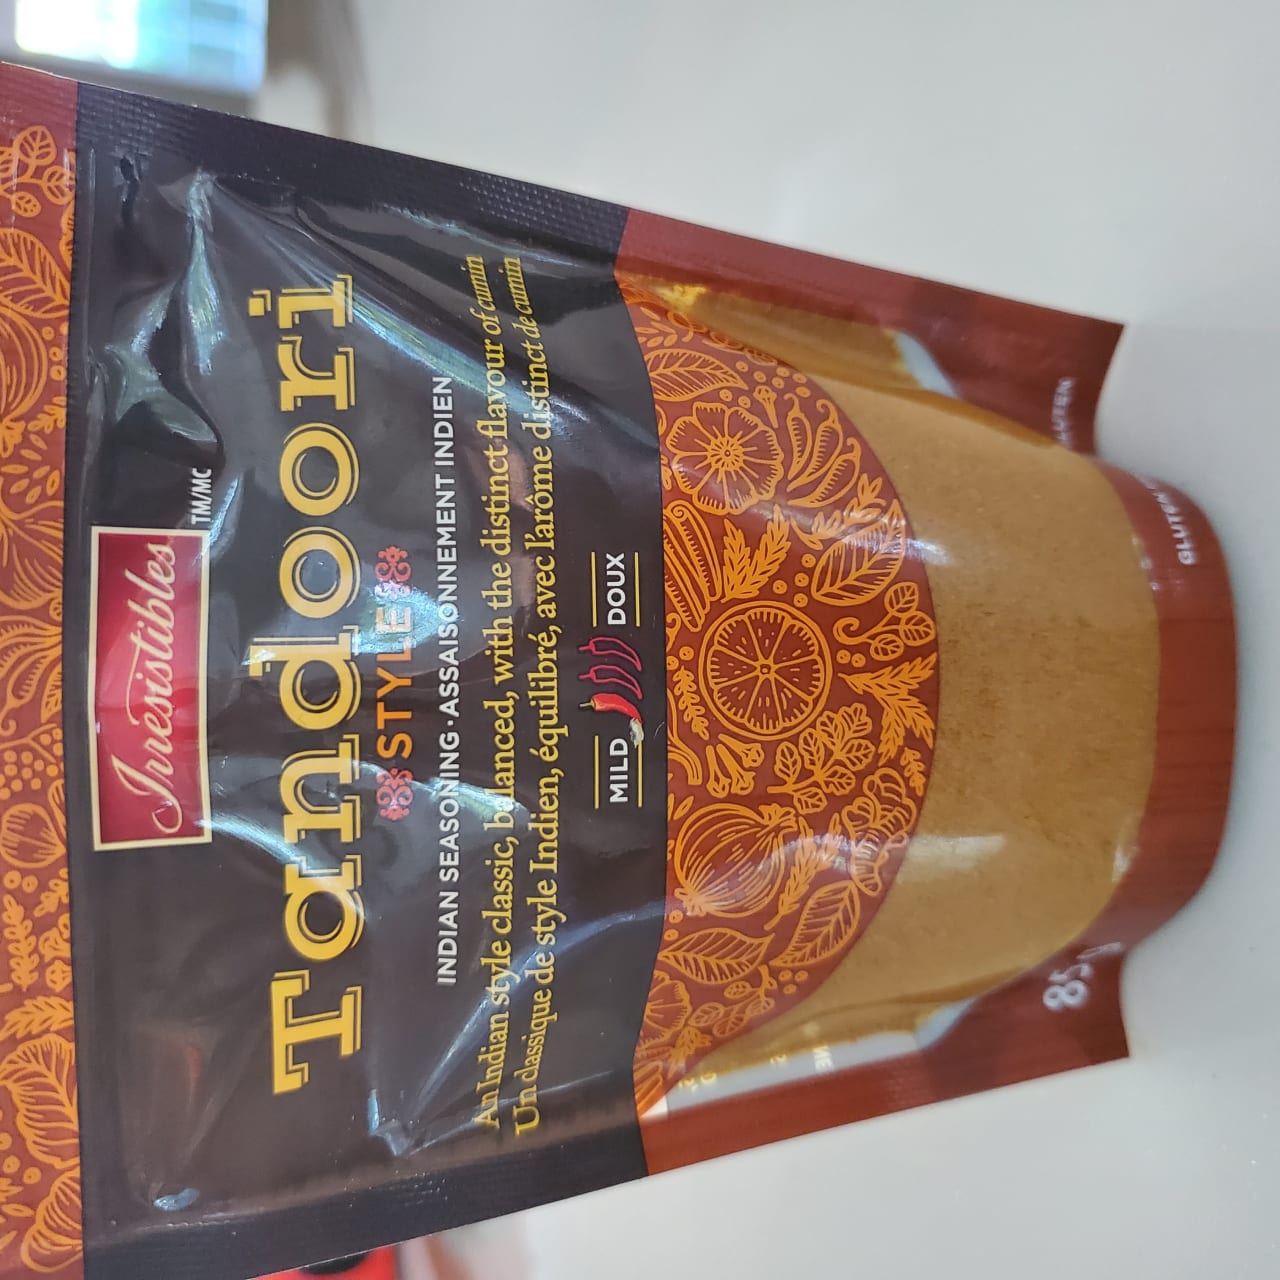 Irresistibles
TM/MC
Tandoori
STYLE
INDIAN SEASONING · ASSAISONNEMENT INDIEN
An Indian style classic, balanced, with the distinct flavour of cumin
Un classique de style Indien, équilibré, avec l'arôme distinct de cumin
MILD DOUX
85 g